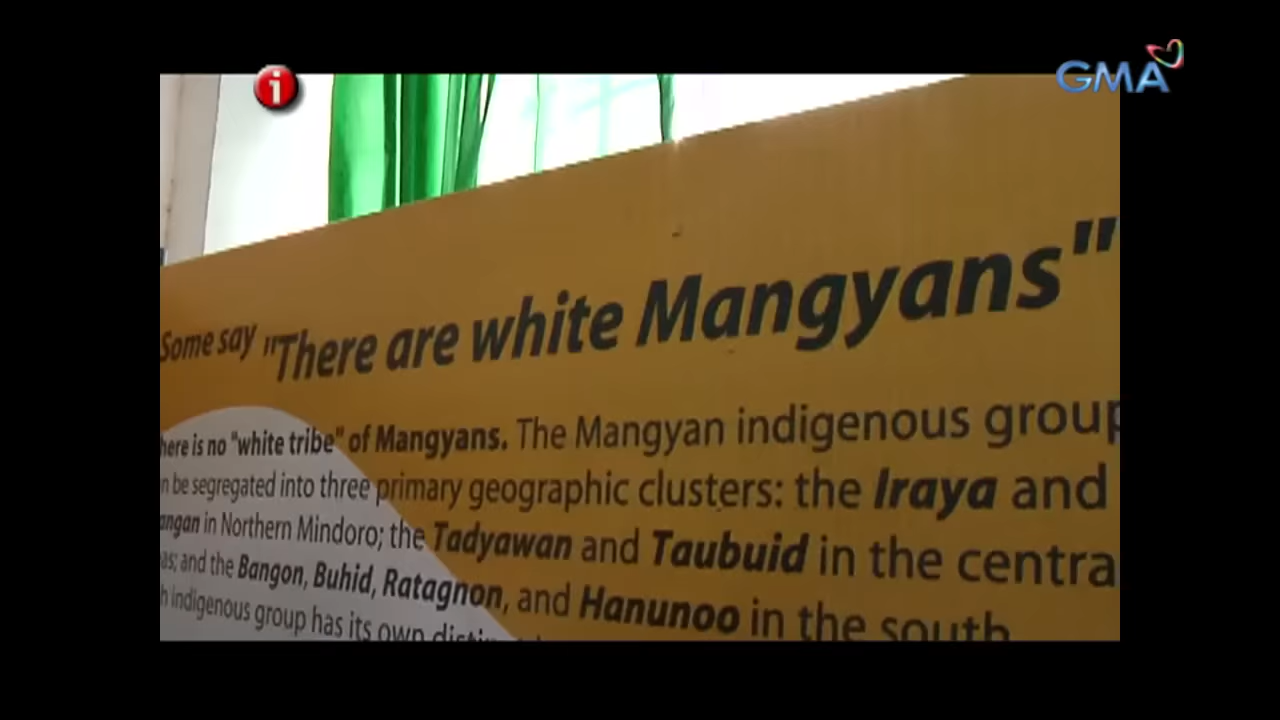 i
GMA
Some say "There are white Mangyans"
here is no "white tribe" of Mangyans. The Mangyan indigenous group
n be segregated into three primary geographic clusters: the Iraya and
angan in Northern Mindoro; the Tadyawan and Taubuid in the centra
as; and the Bangon, Buhid, Ratagnon, and Hanunoo in the south
h indigenous group has its own